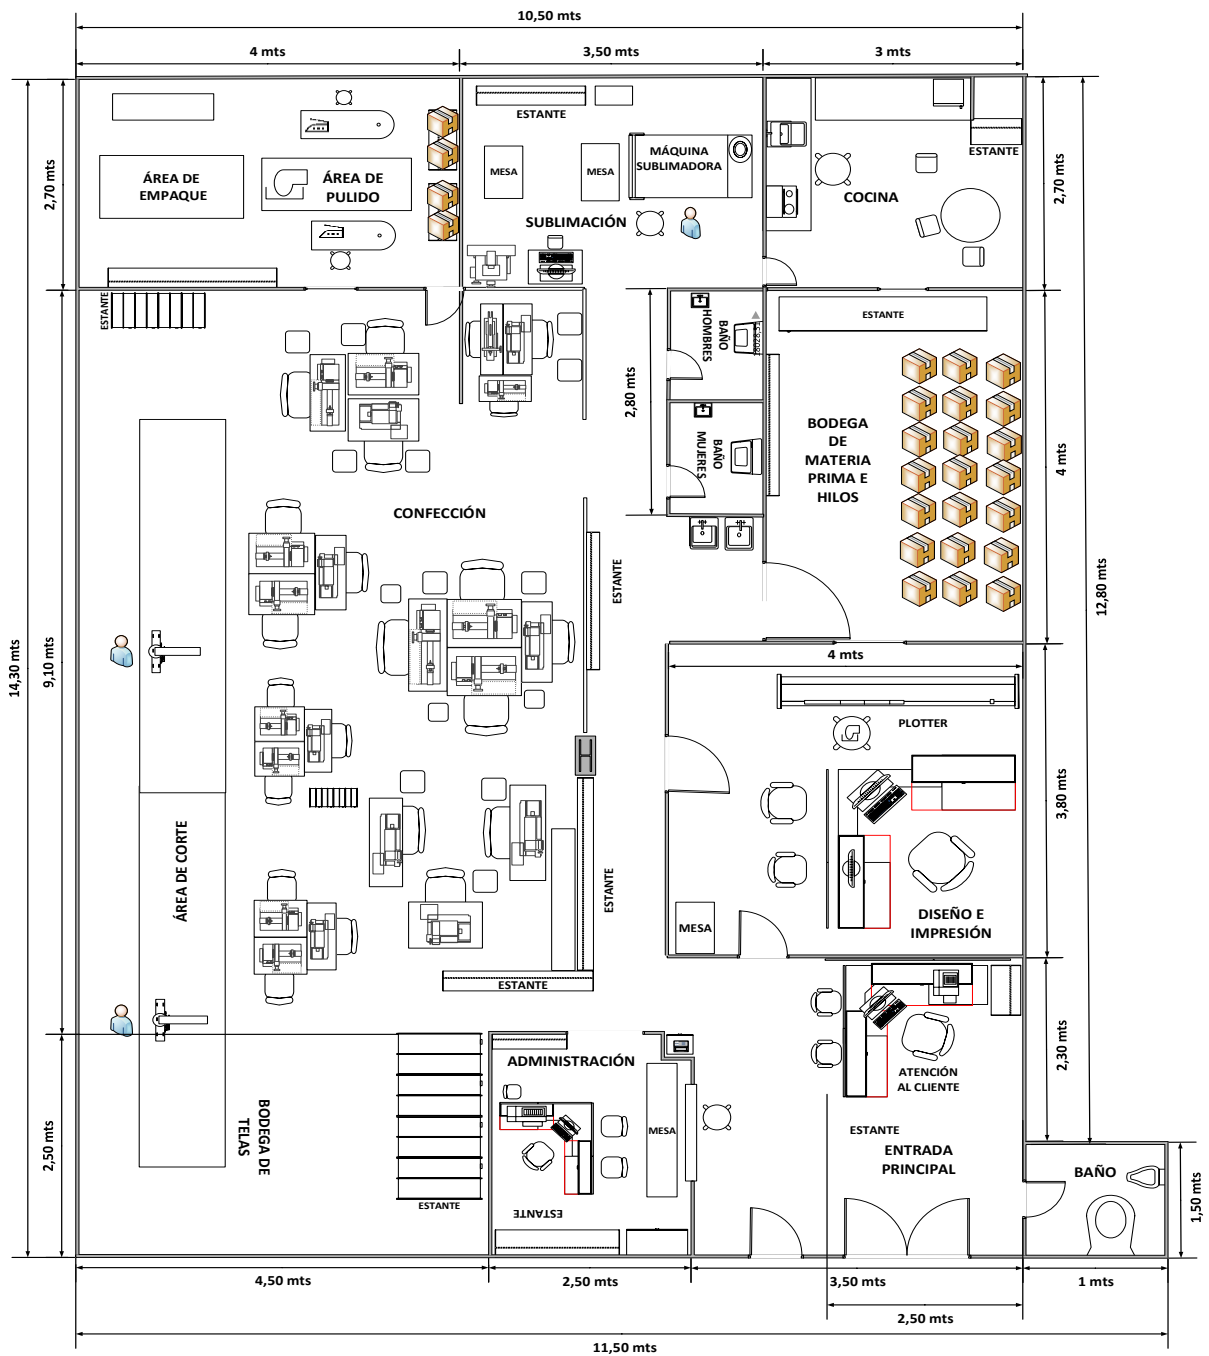 10,50 mts
4 mts
3,50 mts
3 mts
14,30 mts
2,70 mts
9,10 mts
2,50 mts
ÁREA DE
EMPAQUE
ÁREA DE
PULIDO
ESTANTE
MESA
MESA
MÁQUINA
SUBLIMADORA
SUBLIMACIÓN
ESTANTE
COCINA
2,70 mts
ESTANTE
2,80 mts
BAÑO
HOMBRES
BAÑO
MUJERES
ESTANTE
BODEGA
DE
MATERIA
PRIMA E
HILOS
4 mts
12,80 mts
CONFECCIÓN
ESTANTE
4 mts
PLOTTER
3,80 mts
ÁREA DE CORTE
ESTANTE
MESA
DISEÑO E
IMPRESIÓN
ESTANTE
ADMINISTRACIÓN
MESA
ESTANTE
BODEGA DE
TELAS
ESTANTE
ATENCIÓN
AL CLIENTE
2,30 mts
ESTANTE
ENTRADA
PRINCIPAL
BAÑO
1,50 mts
4,50 mts
2,50 mts
3,50 mts
1 mts
2,50 mts
11,50 mts